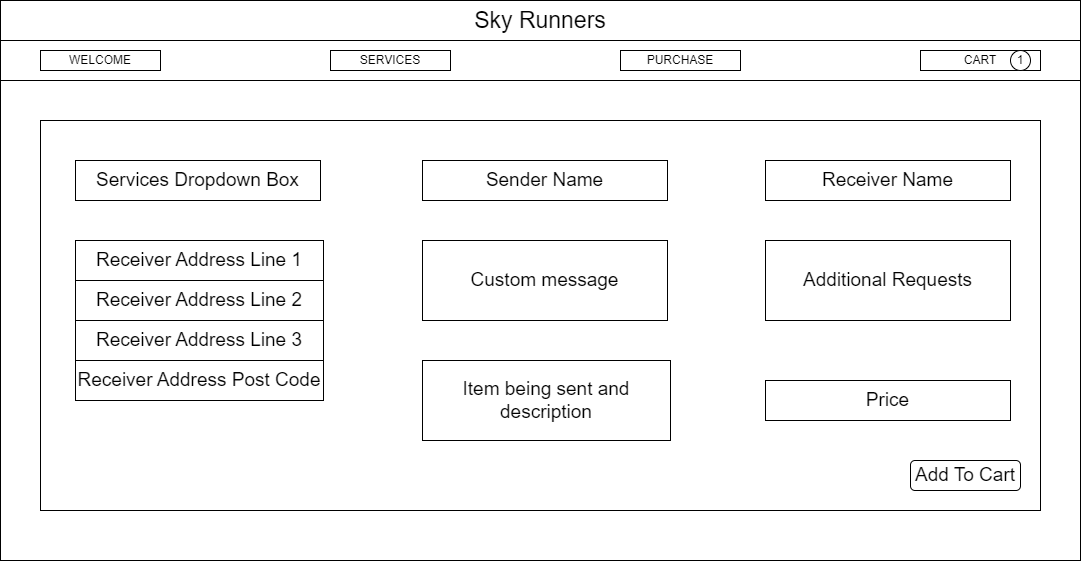 Sky Runners
WELCOME
SERVICES
PURCHASE
CART
1
Services Dropdown Box
Sender Name
Receiver Name
Receiver Address Line 1
Receiver Address Line 2
Receiver Address Line 3
Receiver Address Post Code
Custom message
Additional Requests
Item being sent and
description
Price
Add To Cart